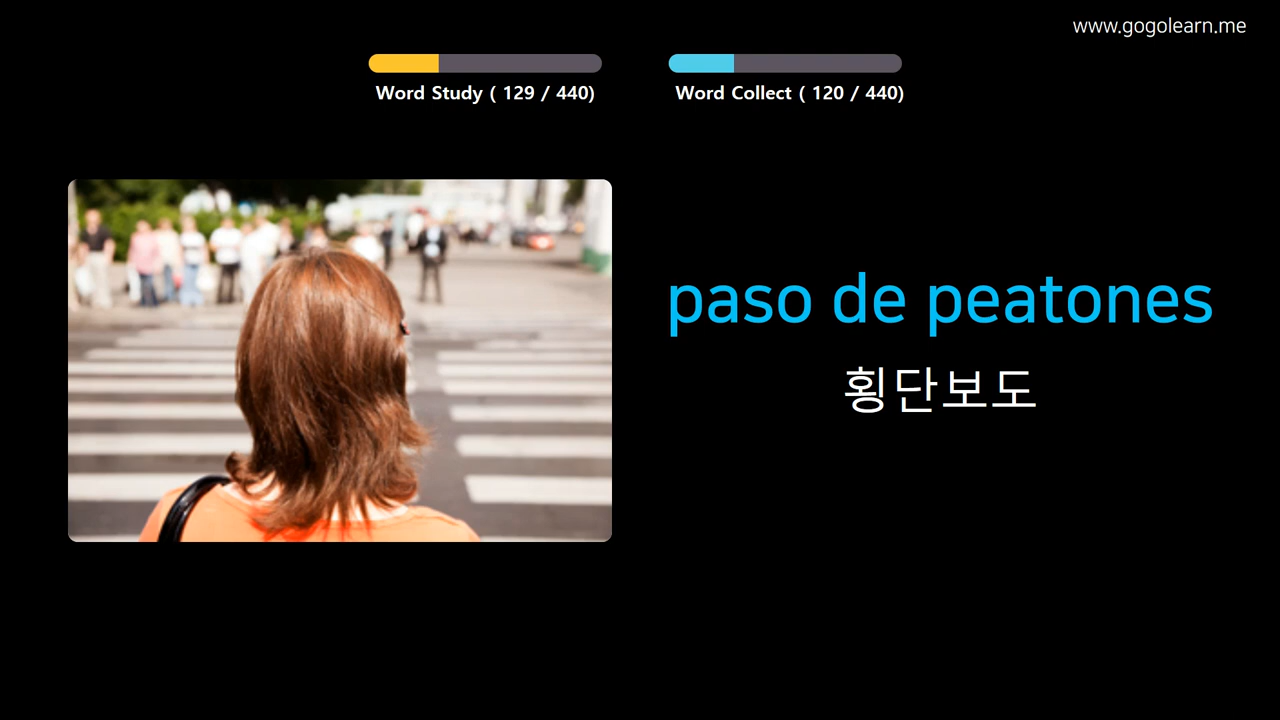 www.gogolearn.me
Word Study ( 129 / 440)
Word Collect ( 120 / 440)
paso de peatones
횡단보도